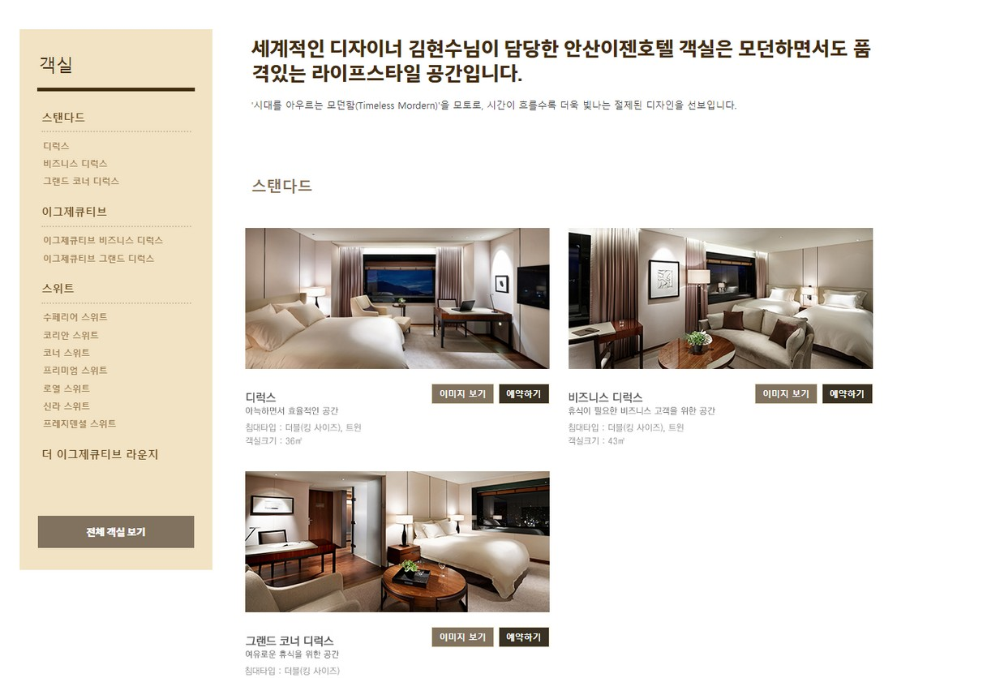 객실
스탠다드
디럭스
비즈니스 디럭스
그랜드 코너 디럭스
이그제큐티브
이그제큐티브 비즈니스 디럭스
이그제큐티브 그랜드 디럭스
스위트
수페리어 스위트
코리안 스위트
코너 스위트
프리미엄 스위트
로열 스위트
신라 스위트
프레지덴셜 스위트
더 이그제큐티브 라운지
전체 객실 보기
세계적인 디자이너 김현수님이 담당한 안산이젠호텔 객실은 모던하면서도 품
격있는 라이프스타일 공간입니다.
'시대를 아우르는 모던함(Timeless Mordern)'을 모토로, 시간이 흐를수록 더욱 빛나는 절제된 디자인을 선보입니다.
스탠다드
디럭스
이미지 보기
예약하기
아늑하면서 효율적인 공간
침대타입 : 더블(킹 사이즈), 트윈
객실크기 : 36㎡
비즈니스 디럭스
이미지 보기
예약하기
휴식이 필요한 비즈니스 고객을 위한 공간
침대타입 : 더블(킹 사이즈), 트윈
객실크기 : 43㎡
그랜드 코너 디럭스
이미지 보기
예약하기
여유로운 휴식을 위한 공간
침대타입 : 더블(킹 사이즈)